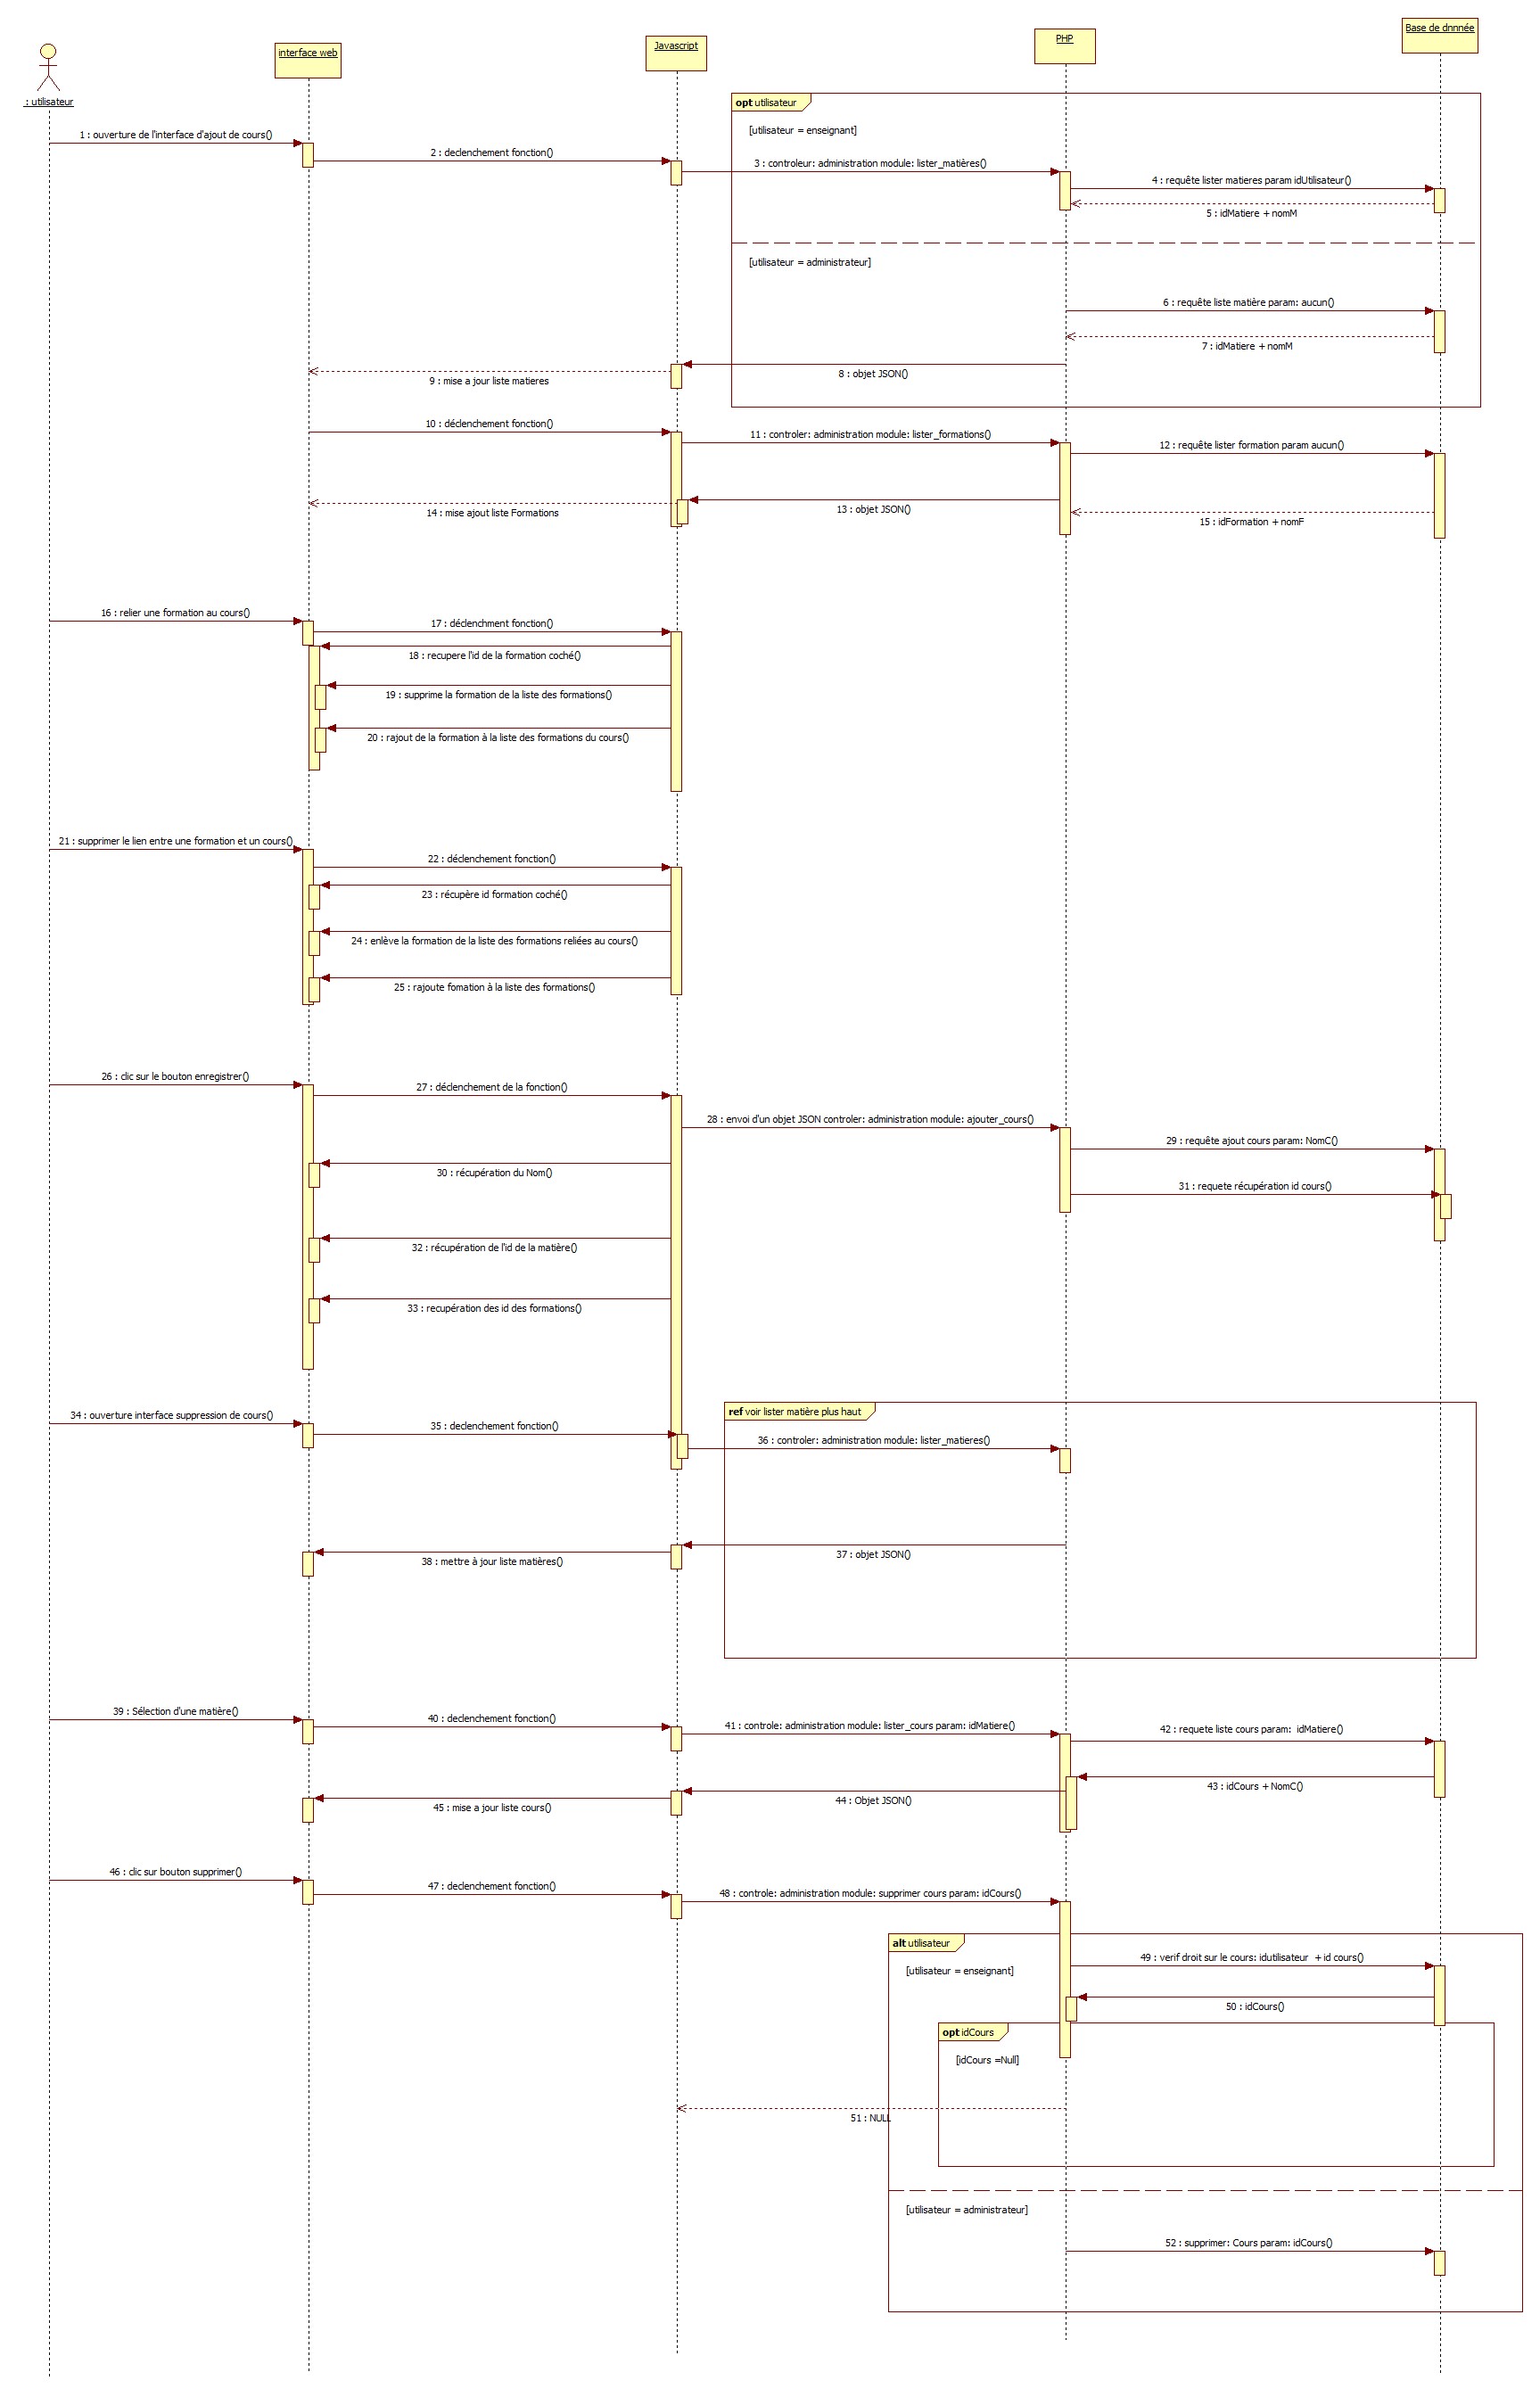 : utilisateur
interface web
Javascript
PHP
Base de dnnnée
opt utilisateur
[utilisateur = enseignant]
1 : ouverture de l'interface d'ajout de cours()
2 : declenchement fonction()
3 : controleur: administration module: lister_matières()
4 : requête lister matieres param idUtilisateur()
5 : idMatiere + nomM
[utilisateur = administrateur]
6 : requête liste matière param: aucun()
7 : idMatiere + nomM
8 : objet JSON()
9 : mise a jour liste matieres
10 : déclenchement fonction()
11 : controler: administration module: lister_formations()
12 : requête lister formation param aucun()
13 : objet JSON()
14 : mise ajout liste Formations
15 : idFormation + nomF
16 : relier une formation au cours()
17 : déclenchment fonction()
18 : recupere l'id de la formation coché()
19 : supprime la formation de la liste des formations()
20 : rajout de la formation à la liste des formations du cours()
21 : supprimer le lien entre une formation et un cours()
22 : déclenchement fonction()
23 : récupère id formation coché()
24 : enlève la formation de la liste des formations reliées au cours()
25 : rajoute fomation à la liste des formations()
26 : clic sur le bouton enregistrer()
27 : déclenchement de la fonction()
28 : envoi d'un objet JSON controler: administration module: ajouter_cours()
29 : requête ajout cours param: NomC()
30 : récupération du Nom()
31 : requete récupération id cours()
32 : récupération de l'id de la matière()
33 : recupération des id des formations()
34 : ouverture interface suppression de cours()
35 : declenchement fonction()
ref voir lister matière plus haut
36 : controler: administration module: lister_matieres()
37 : objet JSON()
38 : mettre à jour liste matières()
39 : Sélection d'une matière()
40 : declenchement fonction()
41 : controle: administration module: lister_cours param: idMatiere()
42 : requete liste cours param:  idMatiere()
43 : idCours + NomC()
44 : Objet JSON()
45 : mise a jour liste cours()
46 : clic sur bouton supprimer()
47 : declenchement fonction()
48 : controle: administration module: supprimer cours param: idCours()
alt utilisateur
[utilisateur = enseignant]
49 : verif droit sur le cours: idutilisateur  + id cours()
50 : idCours()
opt idCours
[idCours =Null]
51 : NULL
[utilisateur = administrateur]
52 : supprimer: Cours param: idCours()